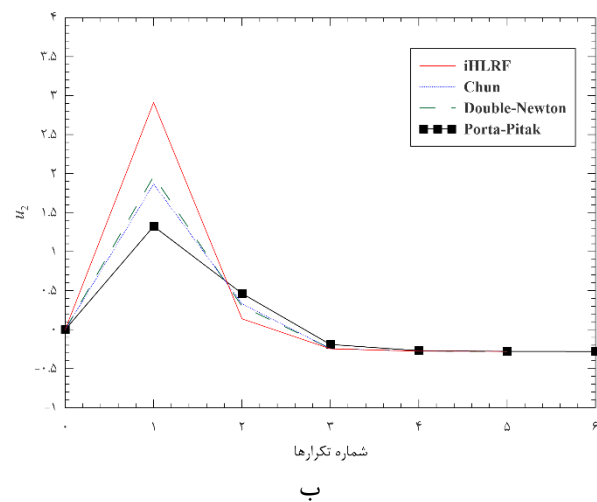 ۴
۳.۵
۳
۲.۵
۲
۱.۵
۱
۰.۵
۰
-۰.۵
-۱
u₂
iHLRF
Chun
Double-Newton
Porta-Pitak
۰ ۱ ۲ ۳ ۴ ۵ ۶
شماره تکرارها
ب